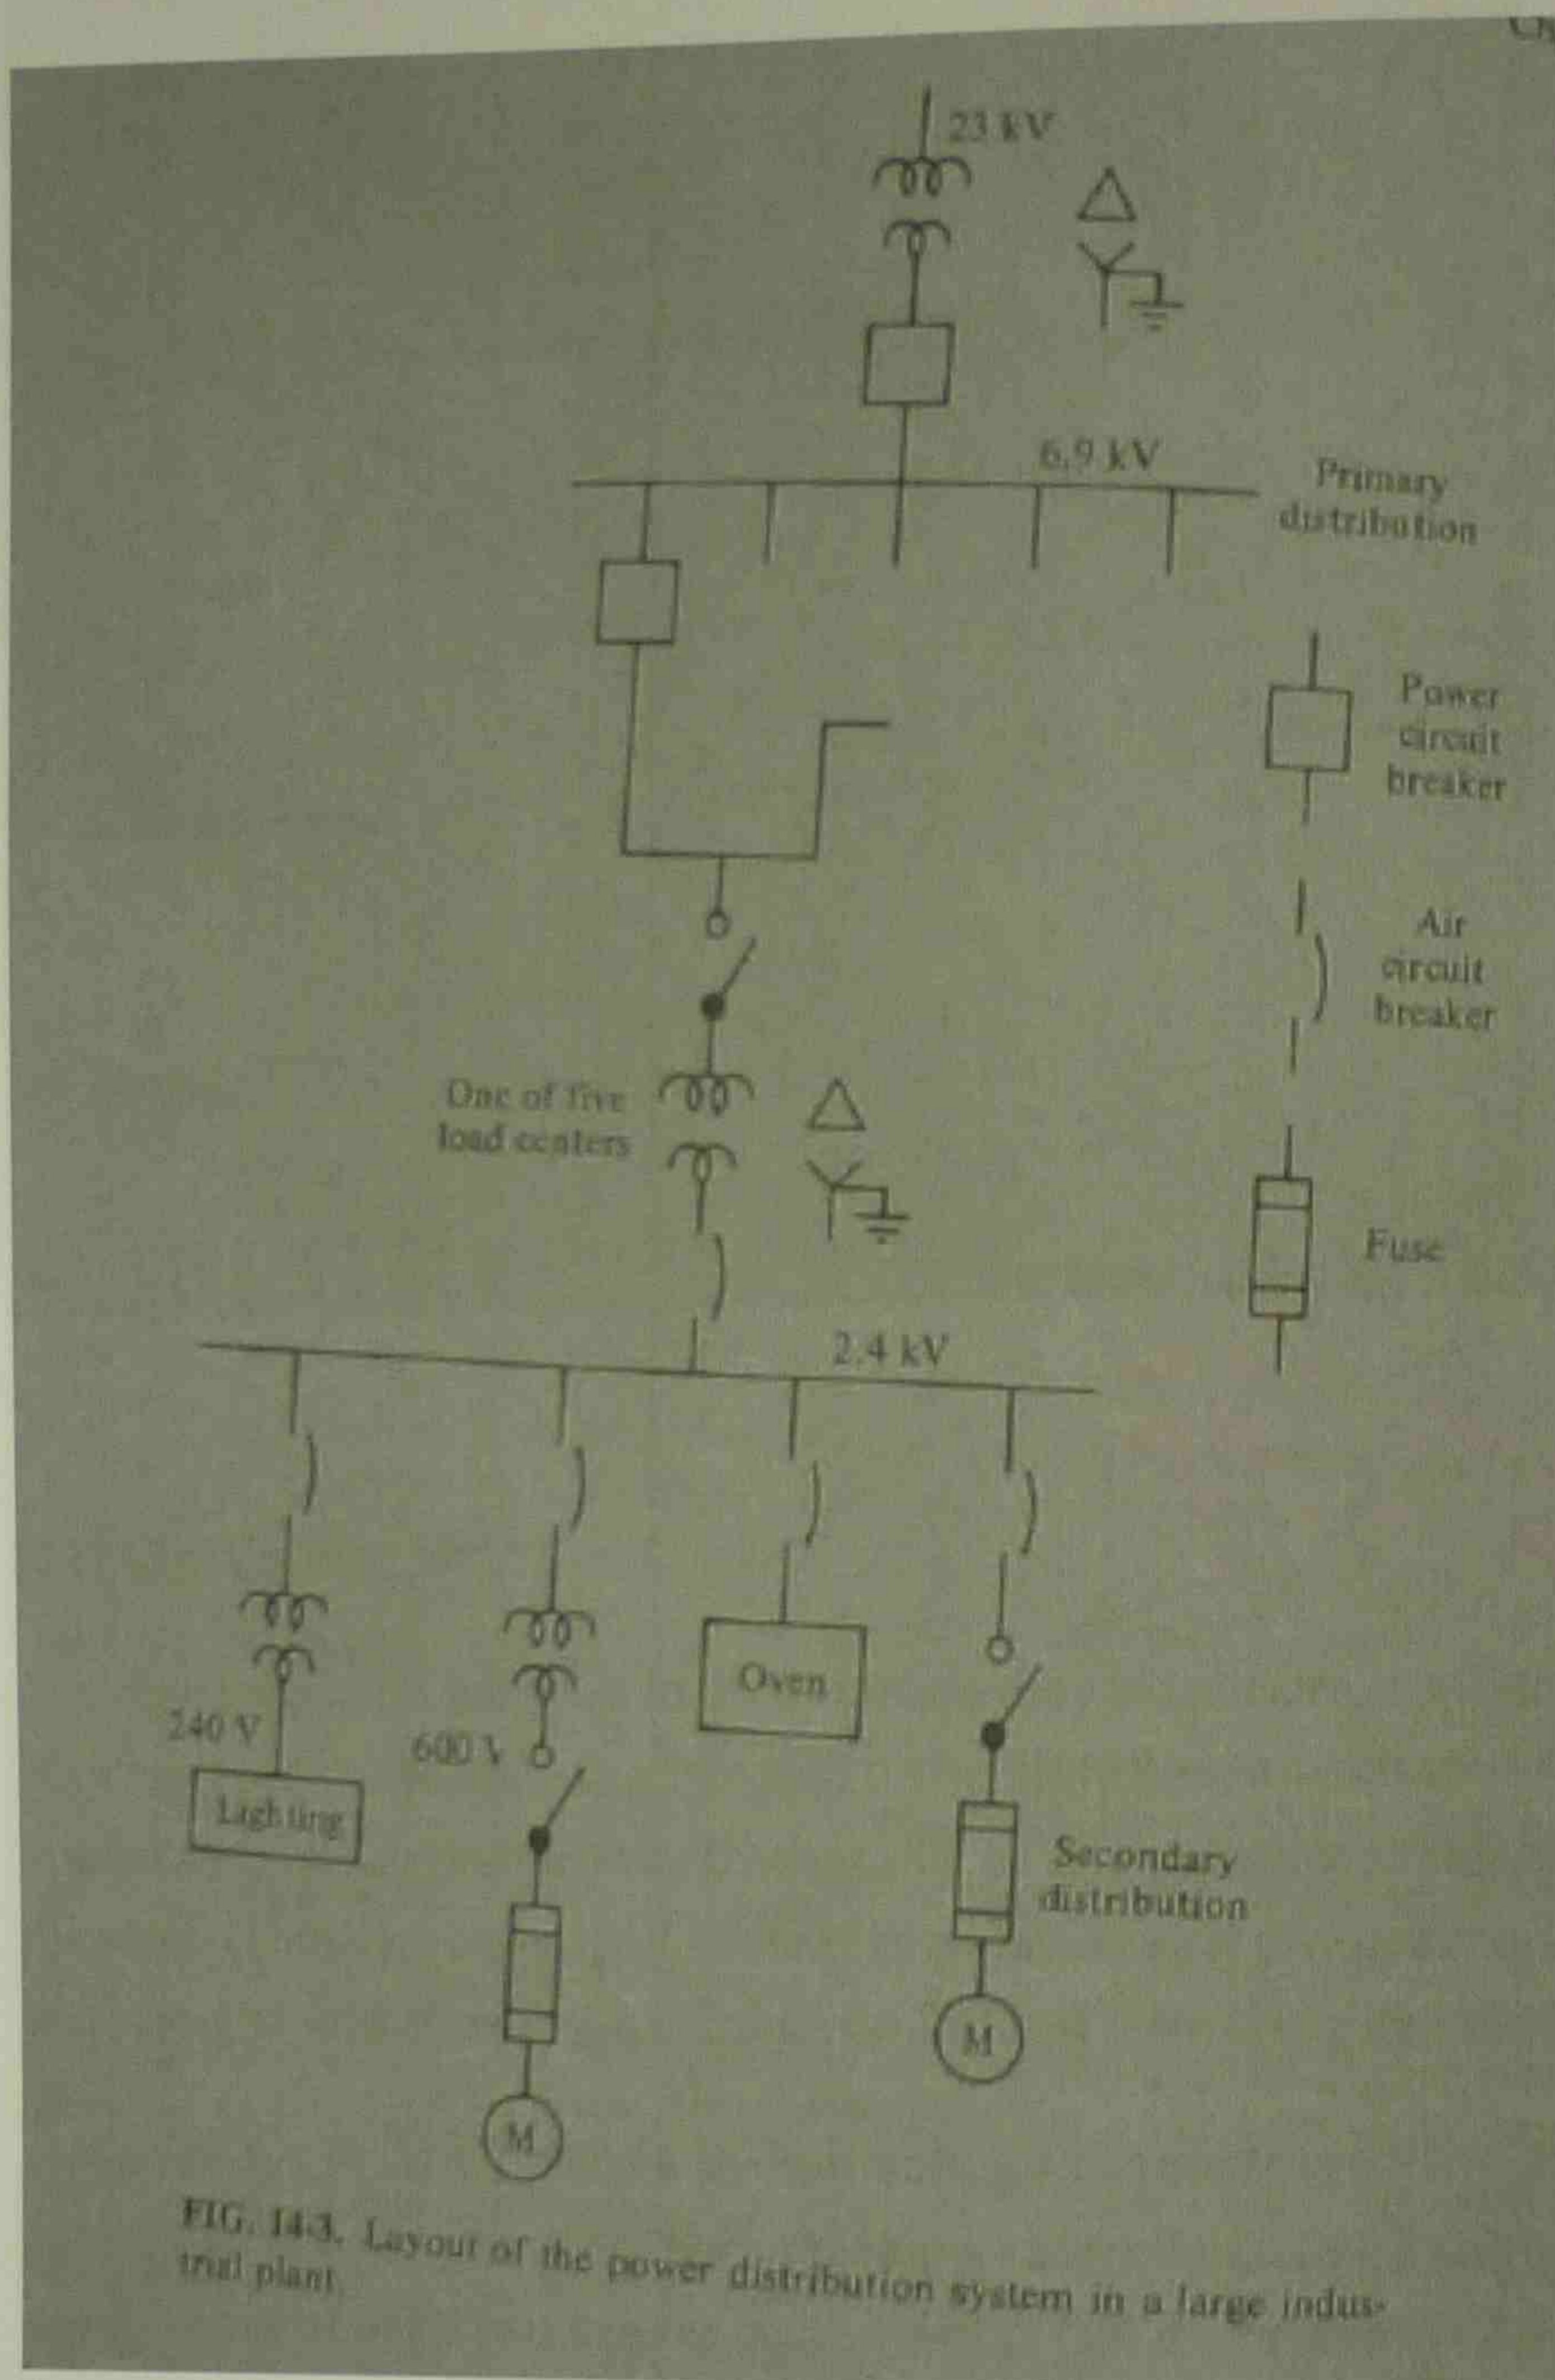 23 kV
6.9 kV
Primary
distribution
Power
circuit
breaker
Air
circuit
breaker
One of five
load centers
Fuse
2.4 kV
Oven
240 V
600 V
Lighting
Secondary
distribution
M
M
FIG. 14-3. Layout of the power distribution system in a large indus-
trial plant